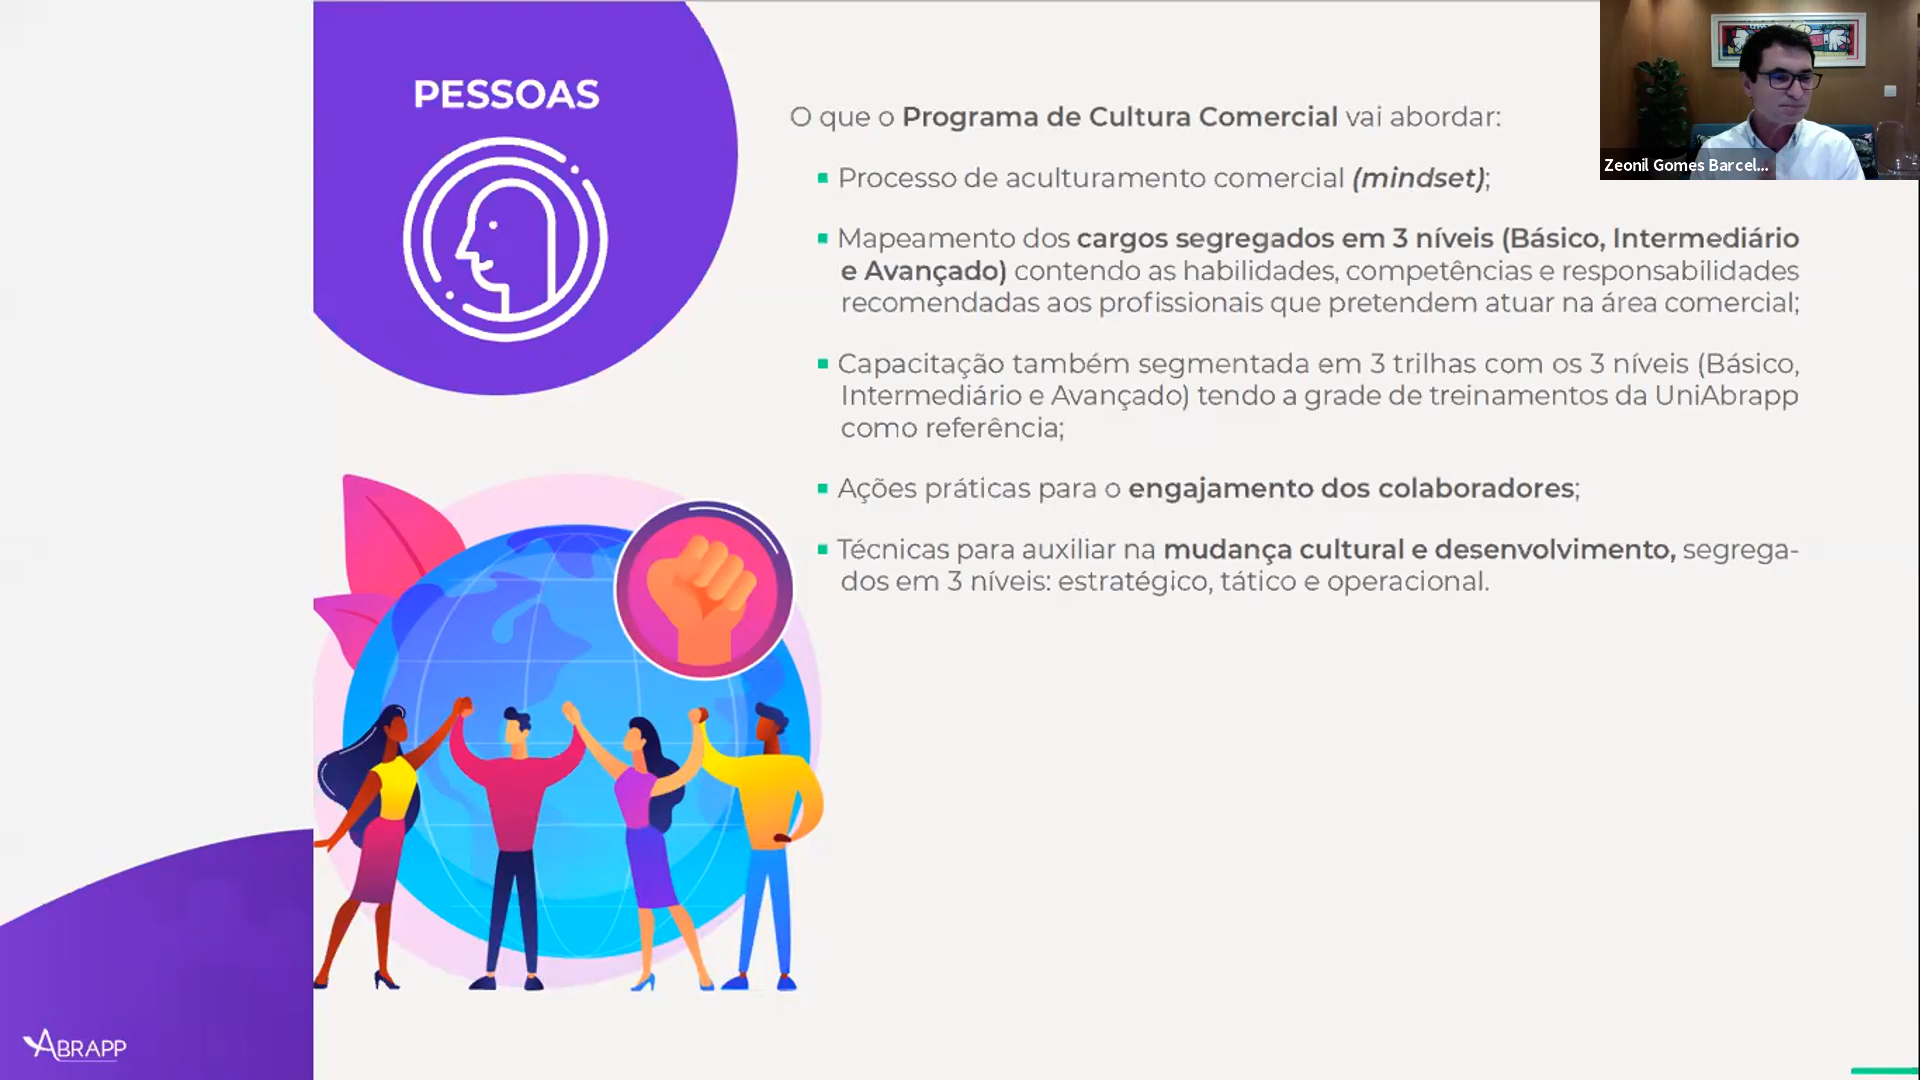 PESSOAS
O que o Programa de Cultura Comercial vai abordar:
Processo de aculturamento comercial (mindset);
Mapeamento dos cargos segregados em 3 níveis (Básico, Intermediário
e Avançado) contendo as habilidades, competências e responsabilidades
recomendadas aos profissionais que pretendem atuar na área comercial;
Capacitação também segmentada em 3 trilhas com os 3 níveis (Básico,
Intermediário e Avançado) tendo a grade de treinamentos da UniAbrapp
como referência;
Ações práticas para o engajamento dos colaboradores;
Técnicas para auxiliar na mudança cultural e desenvolvimento, segrega-
dos em 3 níveis: estratégico, tático e operacional.
Zeonil Gomes Barcel...
ABRAPP